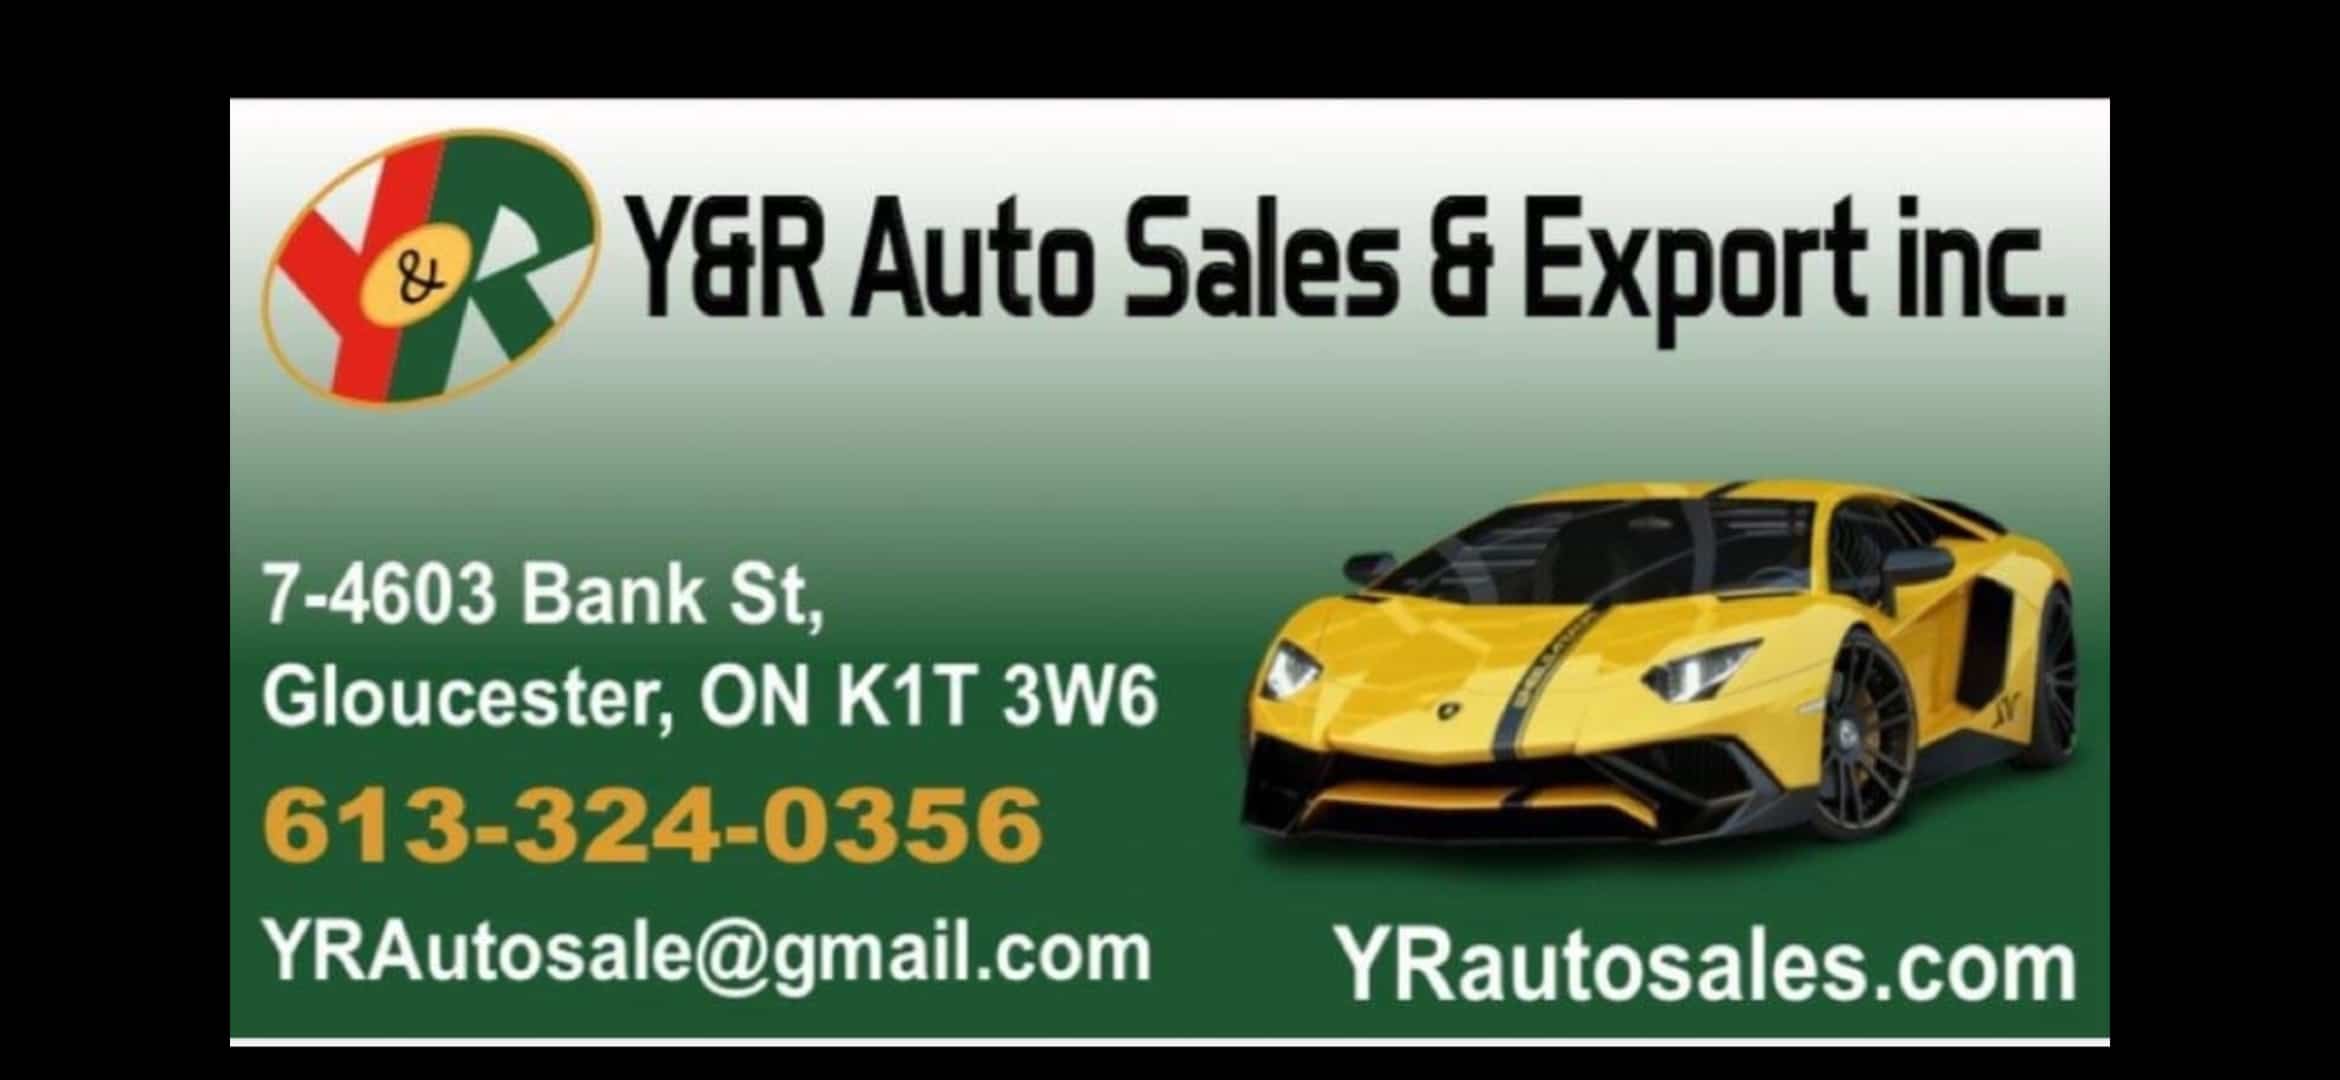 Y&R
Y&R Auto Sales & Export inc.
7-4603 Bank St,
Gloucester, ON K1T 3W6
613-324-0356
YRAutosale@gmail.com
YRautosales.com
SV